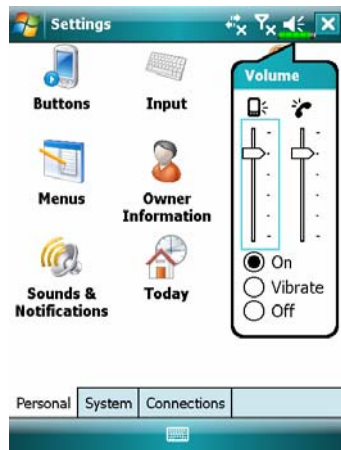 Settings
Volume
Buttons
Input
Menus
Owner
Information
On
Vibrate
Off
Sounds &
Notifications
Today
Personal
System
Connections